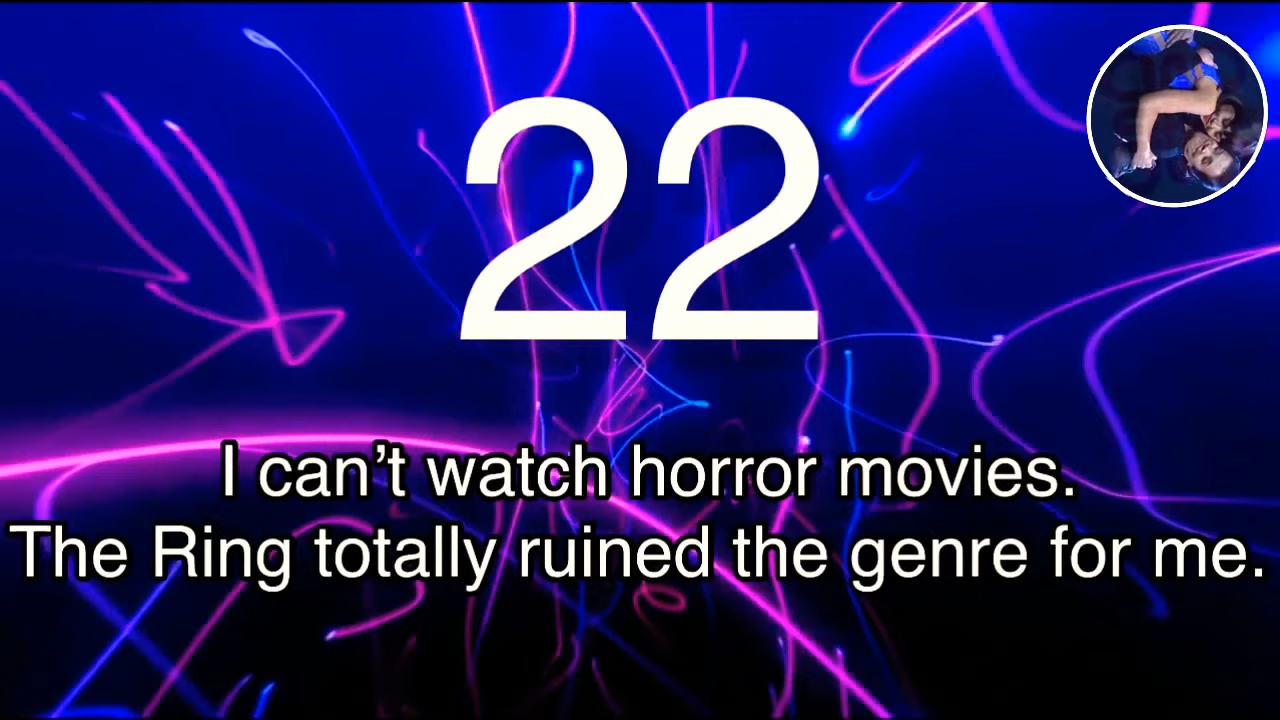 22
I can’t watch horror movies.
The Ring totally ruined the genre for me.